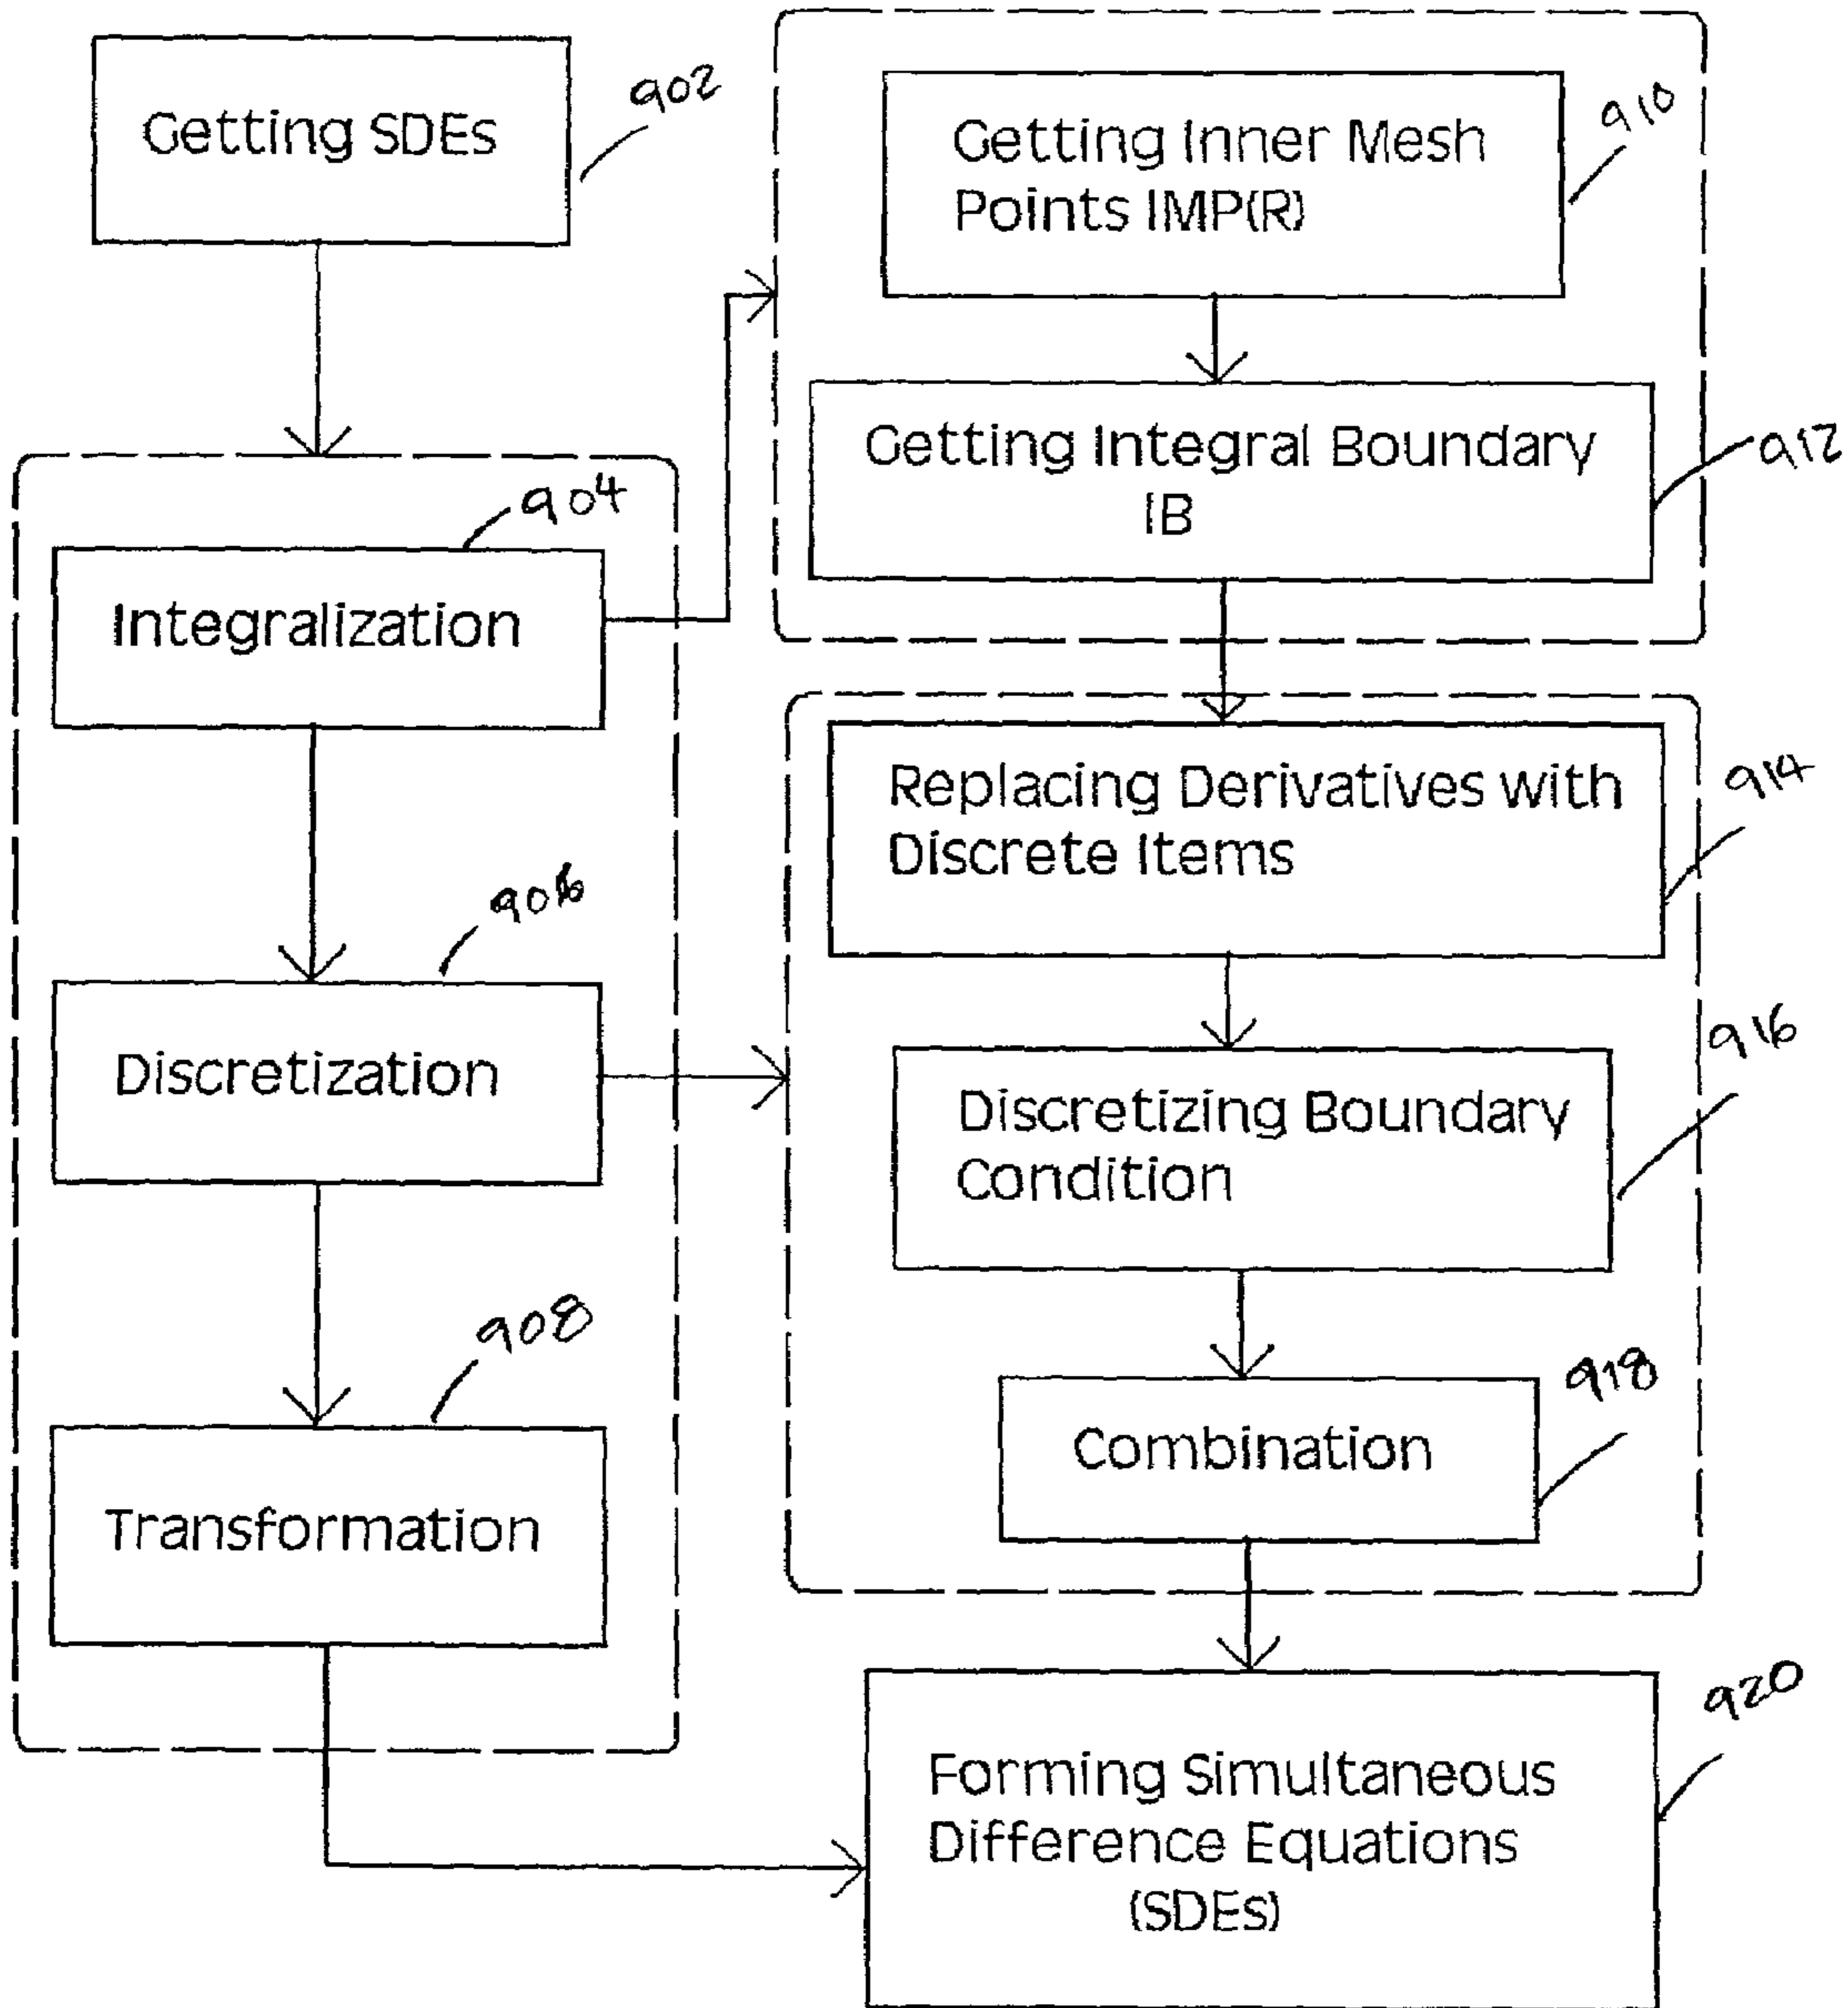 Getting SDEs
902
904
Integralization
906
Discretization
908
Transformation
Getting Inner Mesh
Points IMP(R)
910
Getting Integral Boundary
IB
912
Replacing Derivatives with
Discrete Items
914
Discretizing Boundary
Condition
916
Combination
918
Forming Simultaneous
Difference Equations
(SDEs)
920